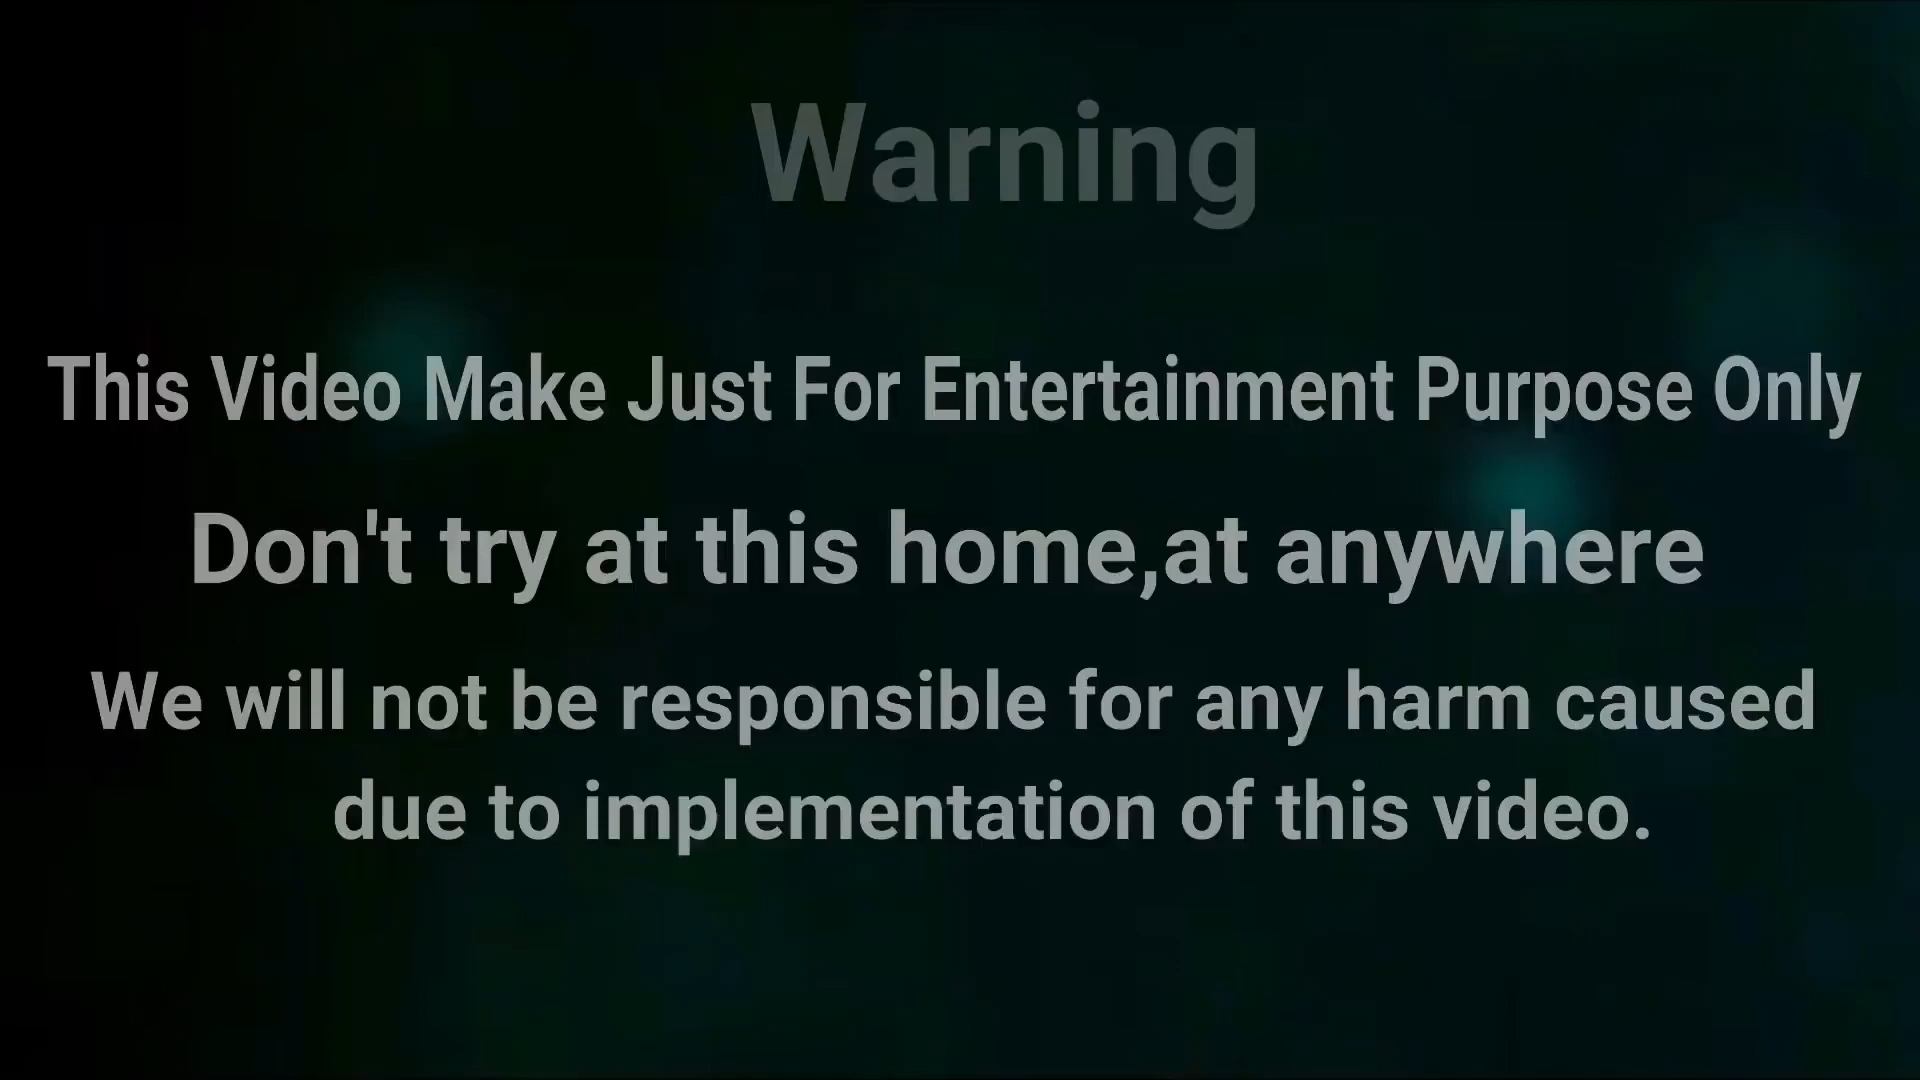 Warning
This Video Make Just For Entertainment Purpose Only
Don't try at this home,at anywhere
We will not be responsible for any harm caused
due to implementation of this video.